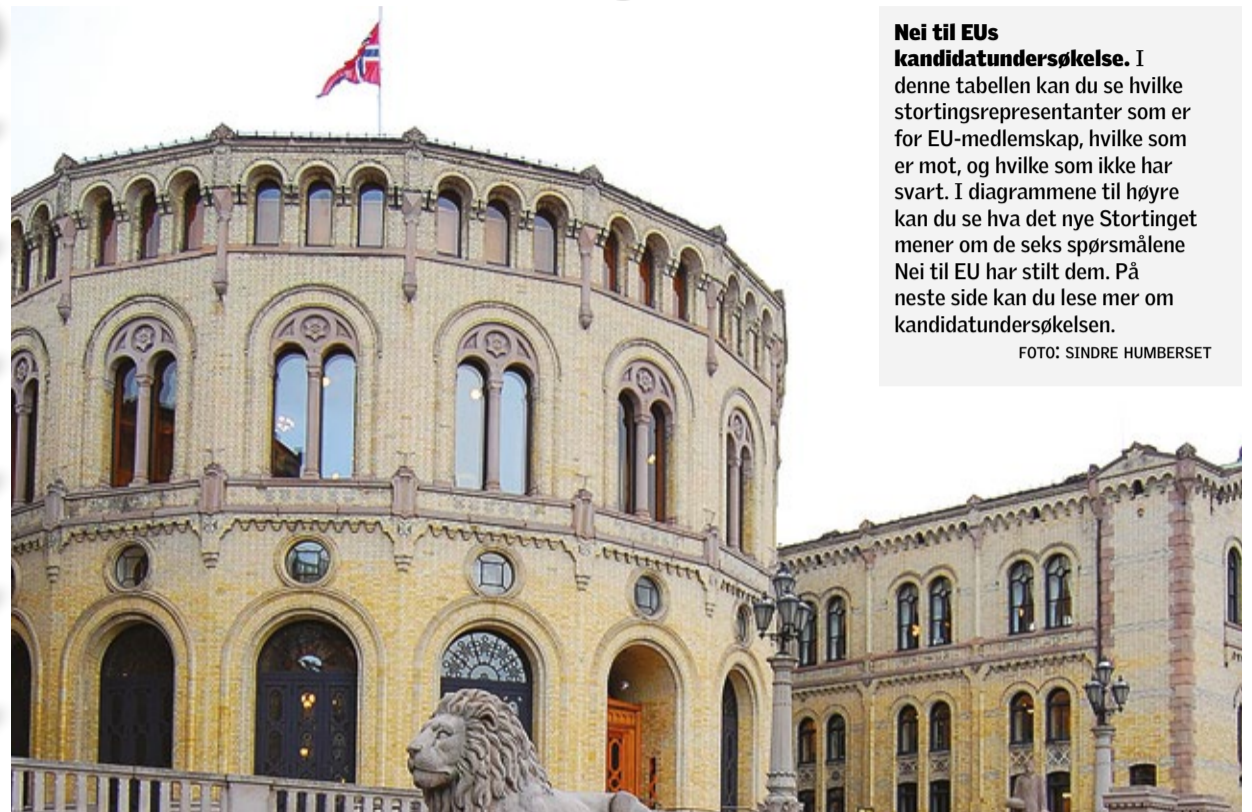 Nei til EUs
kandidatundersøkelse. I
denne tabellen kan du se hvilke
stortingsrepresentanter som er
for EU-medlemskap, hvilke som
er mot, og hvilke som ikke har
svart. I diagrammene til høyre
kan du se hva det nye Stortinget
mener om de seks spørsmålene
Nei til EU har stilt dem. På
neste side kan du lese mer om
kandidatundersøkelsen.
FOTO: SINDRE HUMBERSET